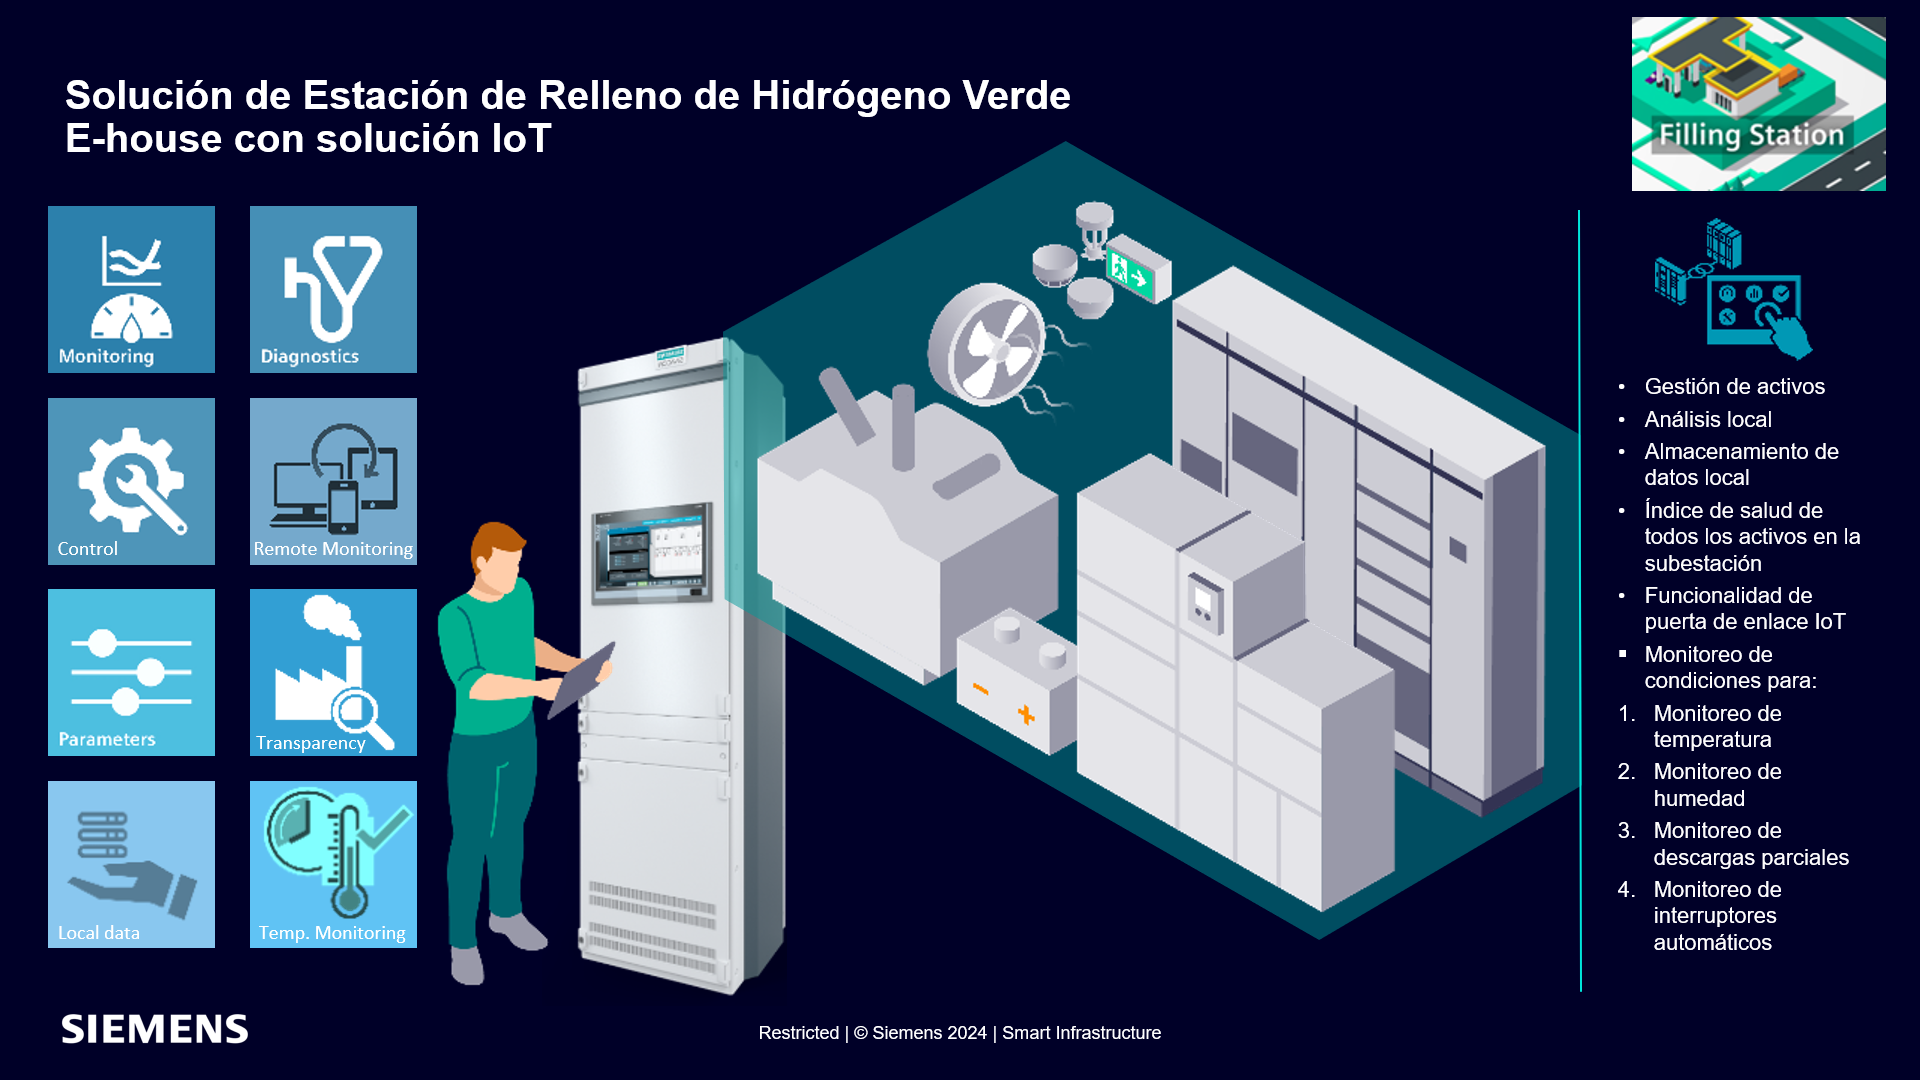 Solución de Estación de Relleno de Hidrógeno Verde
E-house con solución IoT
Filling Station
Monitoring
Diagnostics
Control
Remote Monitoring
Parameters
Transparency
Local data
Temp. Monitoring
• Gestión de activos
• Análisis local
• Almacenamiento de
datos local
• Índice de salud de
todos los activos en la
subestación
• Funcionalidad de
puerta de enlace IoT
▪ Monitoreo de
condiciones para:
1. Monitoreo de
temperatura
2. Monitoreo de
humedad
3. Monitoreo de
descargas parciales
4. Monitoreo de
interruptores
automáticos
SIEMENS
Restricted | © Siemens 2024 | Smart Infrastructure